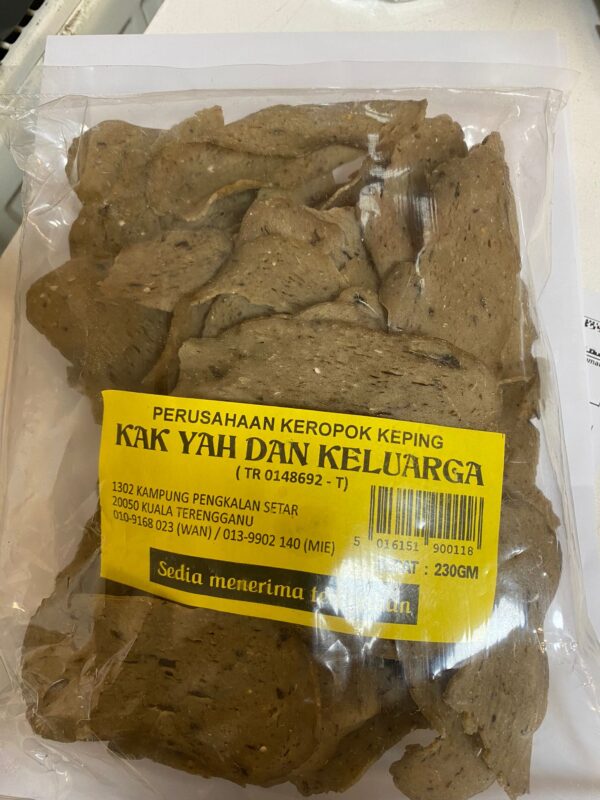 PERUSAHAAN KEROPOK KEPING
KAK YAH DAN KELUARGA
( TR 0148692 - T)
1302 KAMPUNG PENGKALAN SETAR
20050 KUALA TERENGGANU
010-9168 023 (WAN) / 013-9902 140 (MIE)
5 016151 900118
: 230GM
Sedia menerima